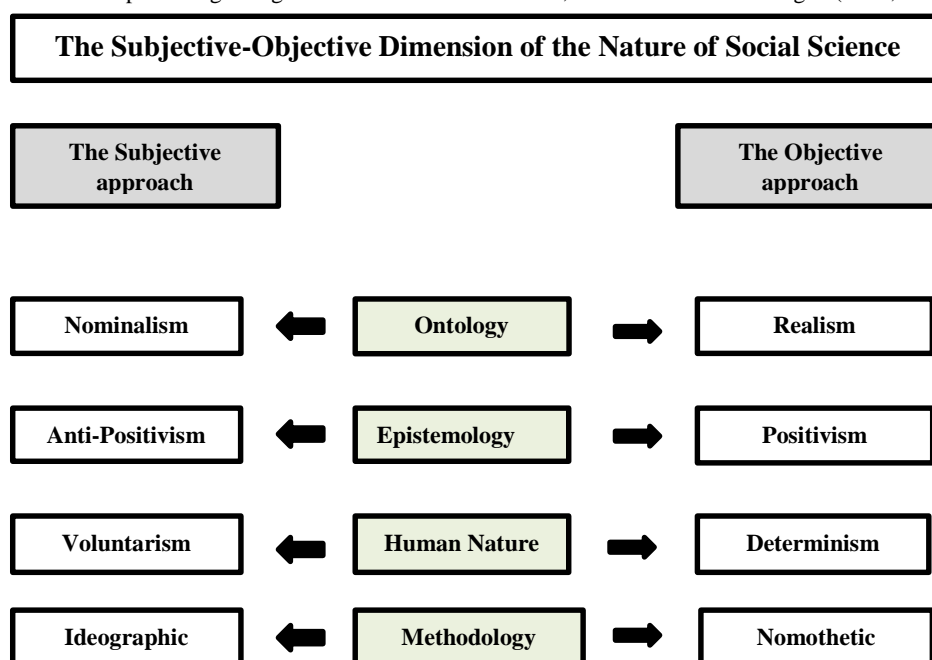 The Subjective-Objective Dimension of the Nature of Social Science
The Subjective
approach
The Objective
approach
Nominalism
Ontology
Realism
Anti-Positivism
Epistemology
Positivism
Voluntarism
Human Nature
Determinism
Ideographic
Methodology
Nomothetic